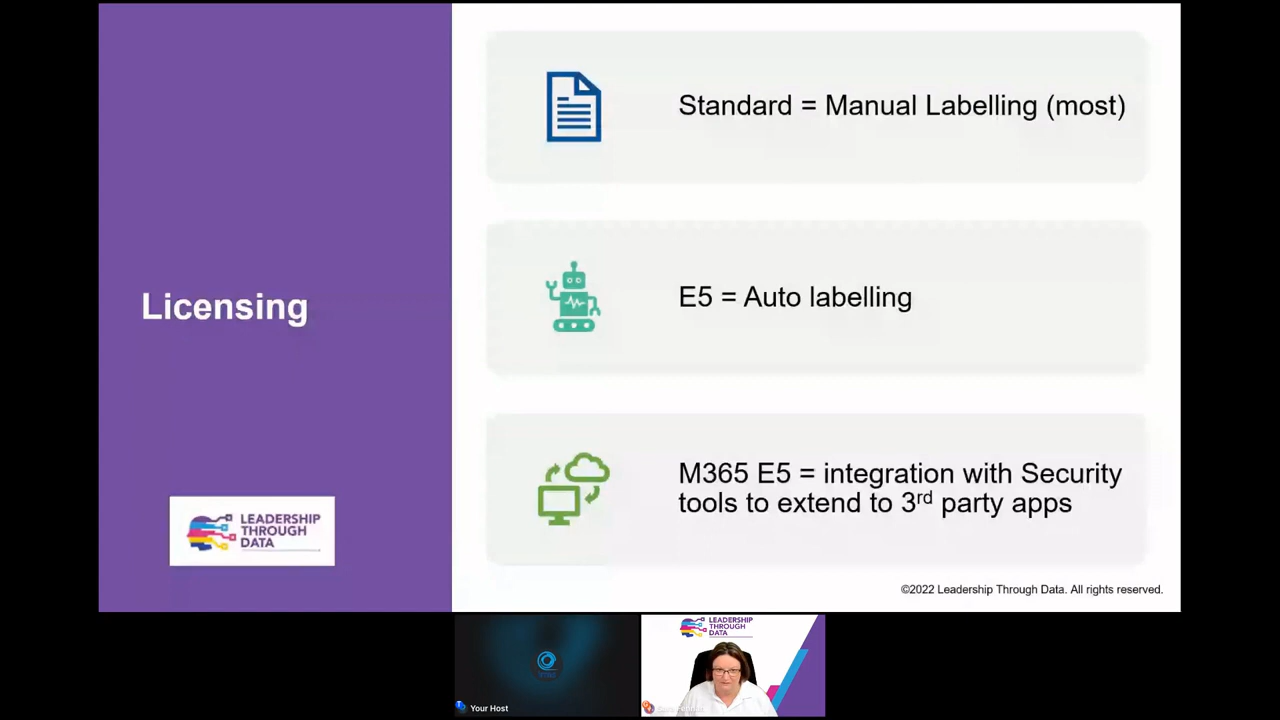 Licensing
LEADERSHIP
THROUGH
DATA
Standard = Manual Labelling (most)
E5 = Auto labelling
M365 E5 = integration with Security
tools to extend to 3rd party apps
©2022 Leadership Through Data. All rights reserved.
Your Host
LEADERSHIP
THROUGH
DATA